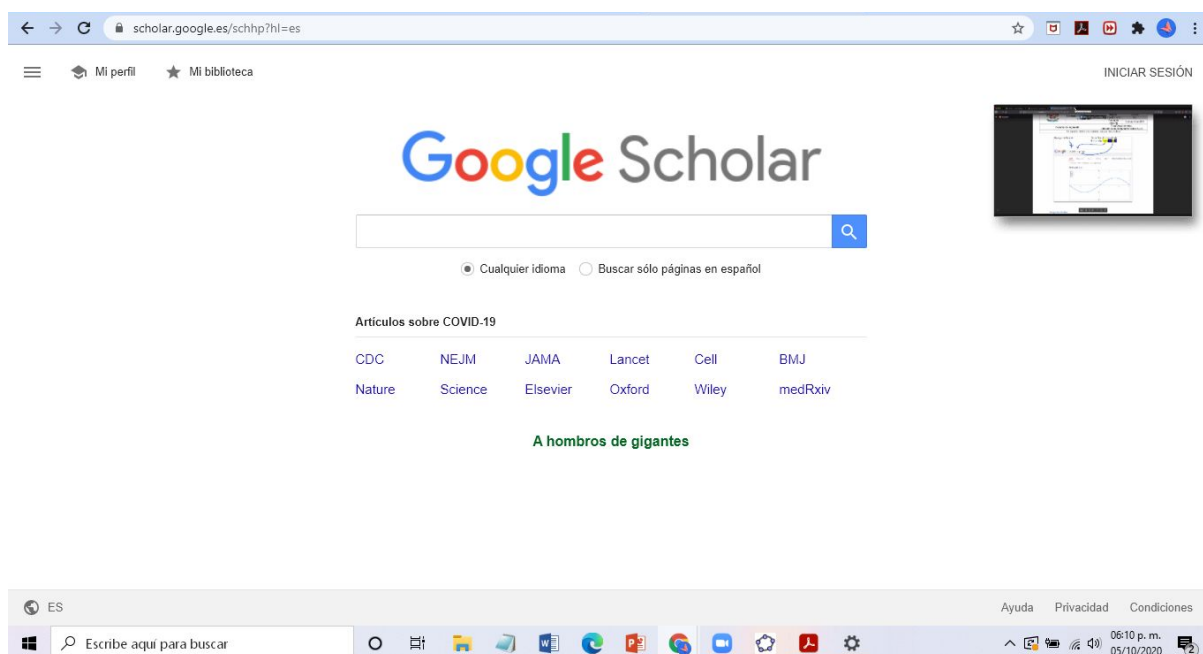 scholar.google.es/schhp?hl=es
Mi perfil Mi biblioteca INICIAR SESIÓN
Google Scholar
Cualquier idioma Buscar sólo páginas en español
Artículos sobre COVID-19
CDC NEJM JAMA Lancet Cell BMJ
Nature Science Elsevier Oxford Wiley medRxiv
A hombros de gigantes
ES Ayuda Privacidad Condiciones
Escribe aquí para buscar 06:10 p. m.
05/10/2020 2